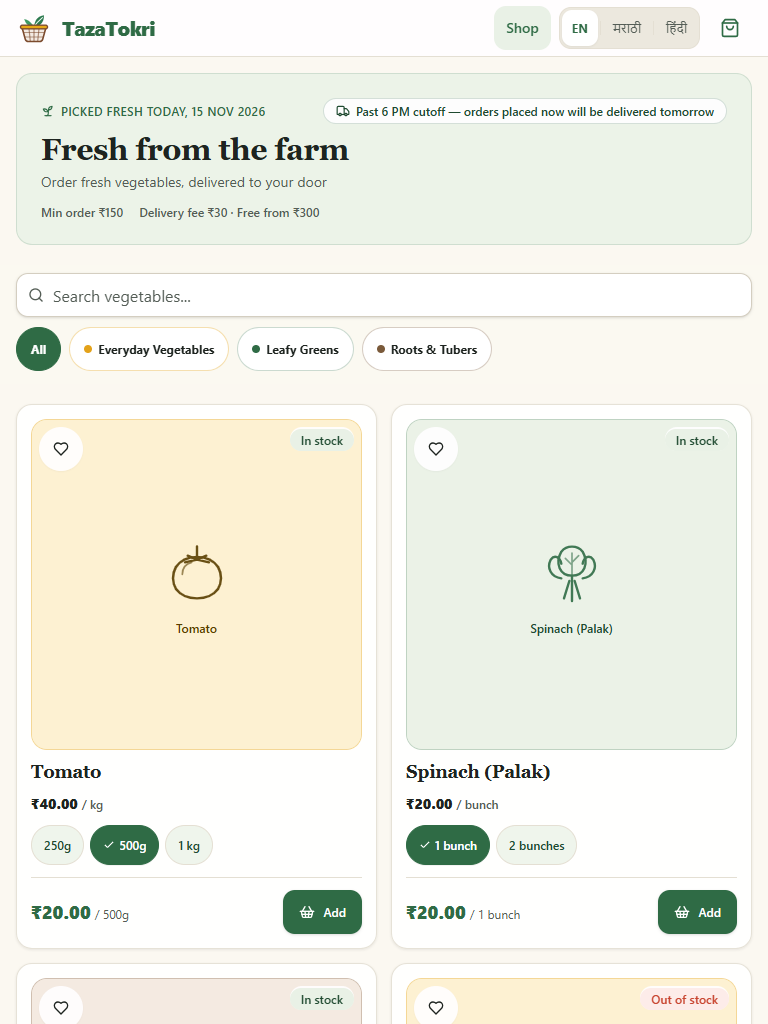 TazaTokri
Shop
EN
मराठी
हिंदी
PICKED FRESH TODAY, 15 NOV 2026
Past 6 PM cutoff — orders placed now will be delivered tomorrow
Fresh from the farm
Order fresh vegetables, delivered to your door
Min order ₹150 Delivery fee ₹30 · Free from ₹300
Search vegetables...
All
Everyday Vegetables
Leafy Greens
Roots & Tubers
In stock
Tomato
Tomato
₹40.00 / kg
250g
500g
1 kg
₹20.00 / 500g
Add
In stock
Spinach (Palak)
Spinach (Palak)
₹20.00 / bunch
1 bunch
2 bunches
₹20.00 / 1 bunch
Add
In stock
Out of stock